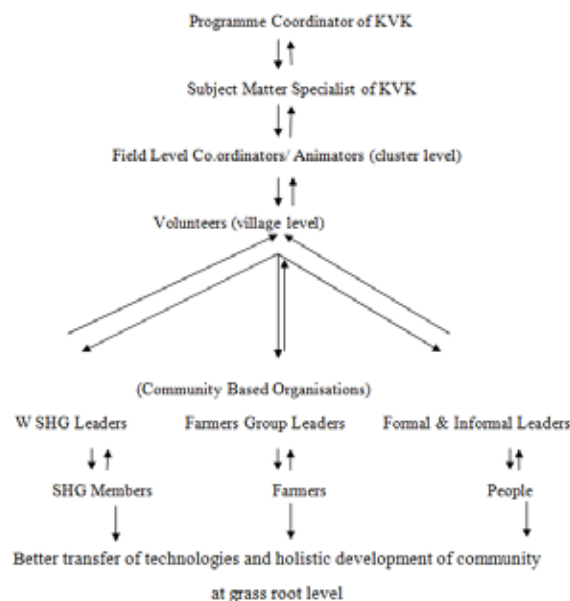 Programme Coordinator of KVK
Subject Matter Specialist of KVK
Field Level Co.ordinators/ Animators (cluster level)
Volunteers (village level)
(Community Based Organisations)
W SHG Leaders Farmers Group Leaders Formal & Informal Leaders
SHG Members Farmers People
Better transfer of technologies and holistic development of community
at grass root level